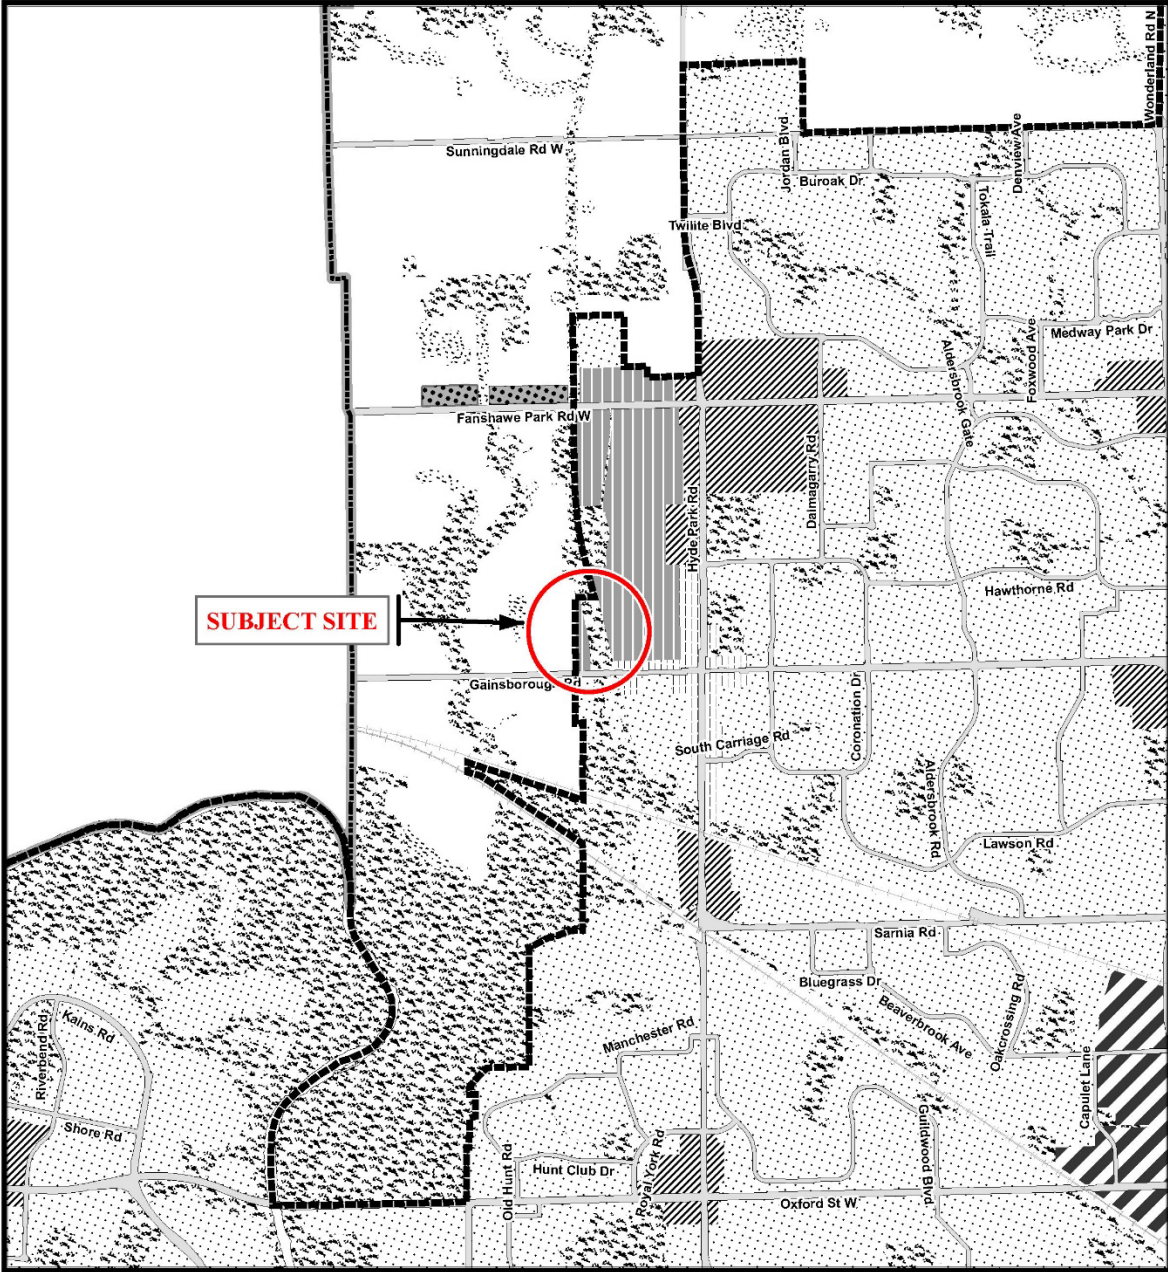 Wonderland Rd N
Sunningdale Rd W
Jordan Blvd
Denview Ave
Buroak Dr
Tokala Trail
Twilite Blvd
Medway Park Dr
Foxwood Ave
Aldersbrook Gate
Fanshawe Park Rd W
Dalmagarry Rd
Hyde Park Rd
Hawthorne Rd
SUBJECT SITE
Gainsborough Rd
South Carriage Rd
Coronation Dr
Aldersbrook Rd
Lawson Rd
Sarnia Rd
Bluegrass Dr
Beaverbrook Ave
Oakcrossing Rd
Kains Rd
Riverbend Rd
Manchester Rd
Capulet Lane
Shore Rd
Guildwood Blvd
Hunt Club Dr
Old Hunt Rd
Royal York Rd
Oxford St W